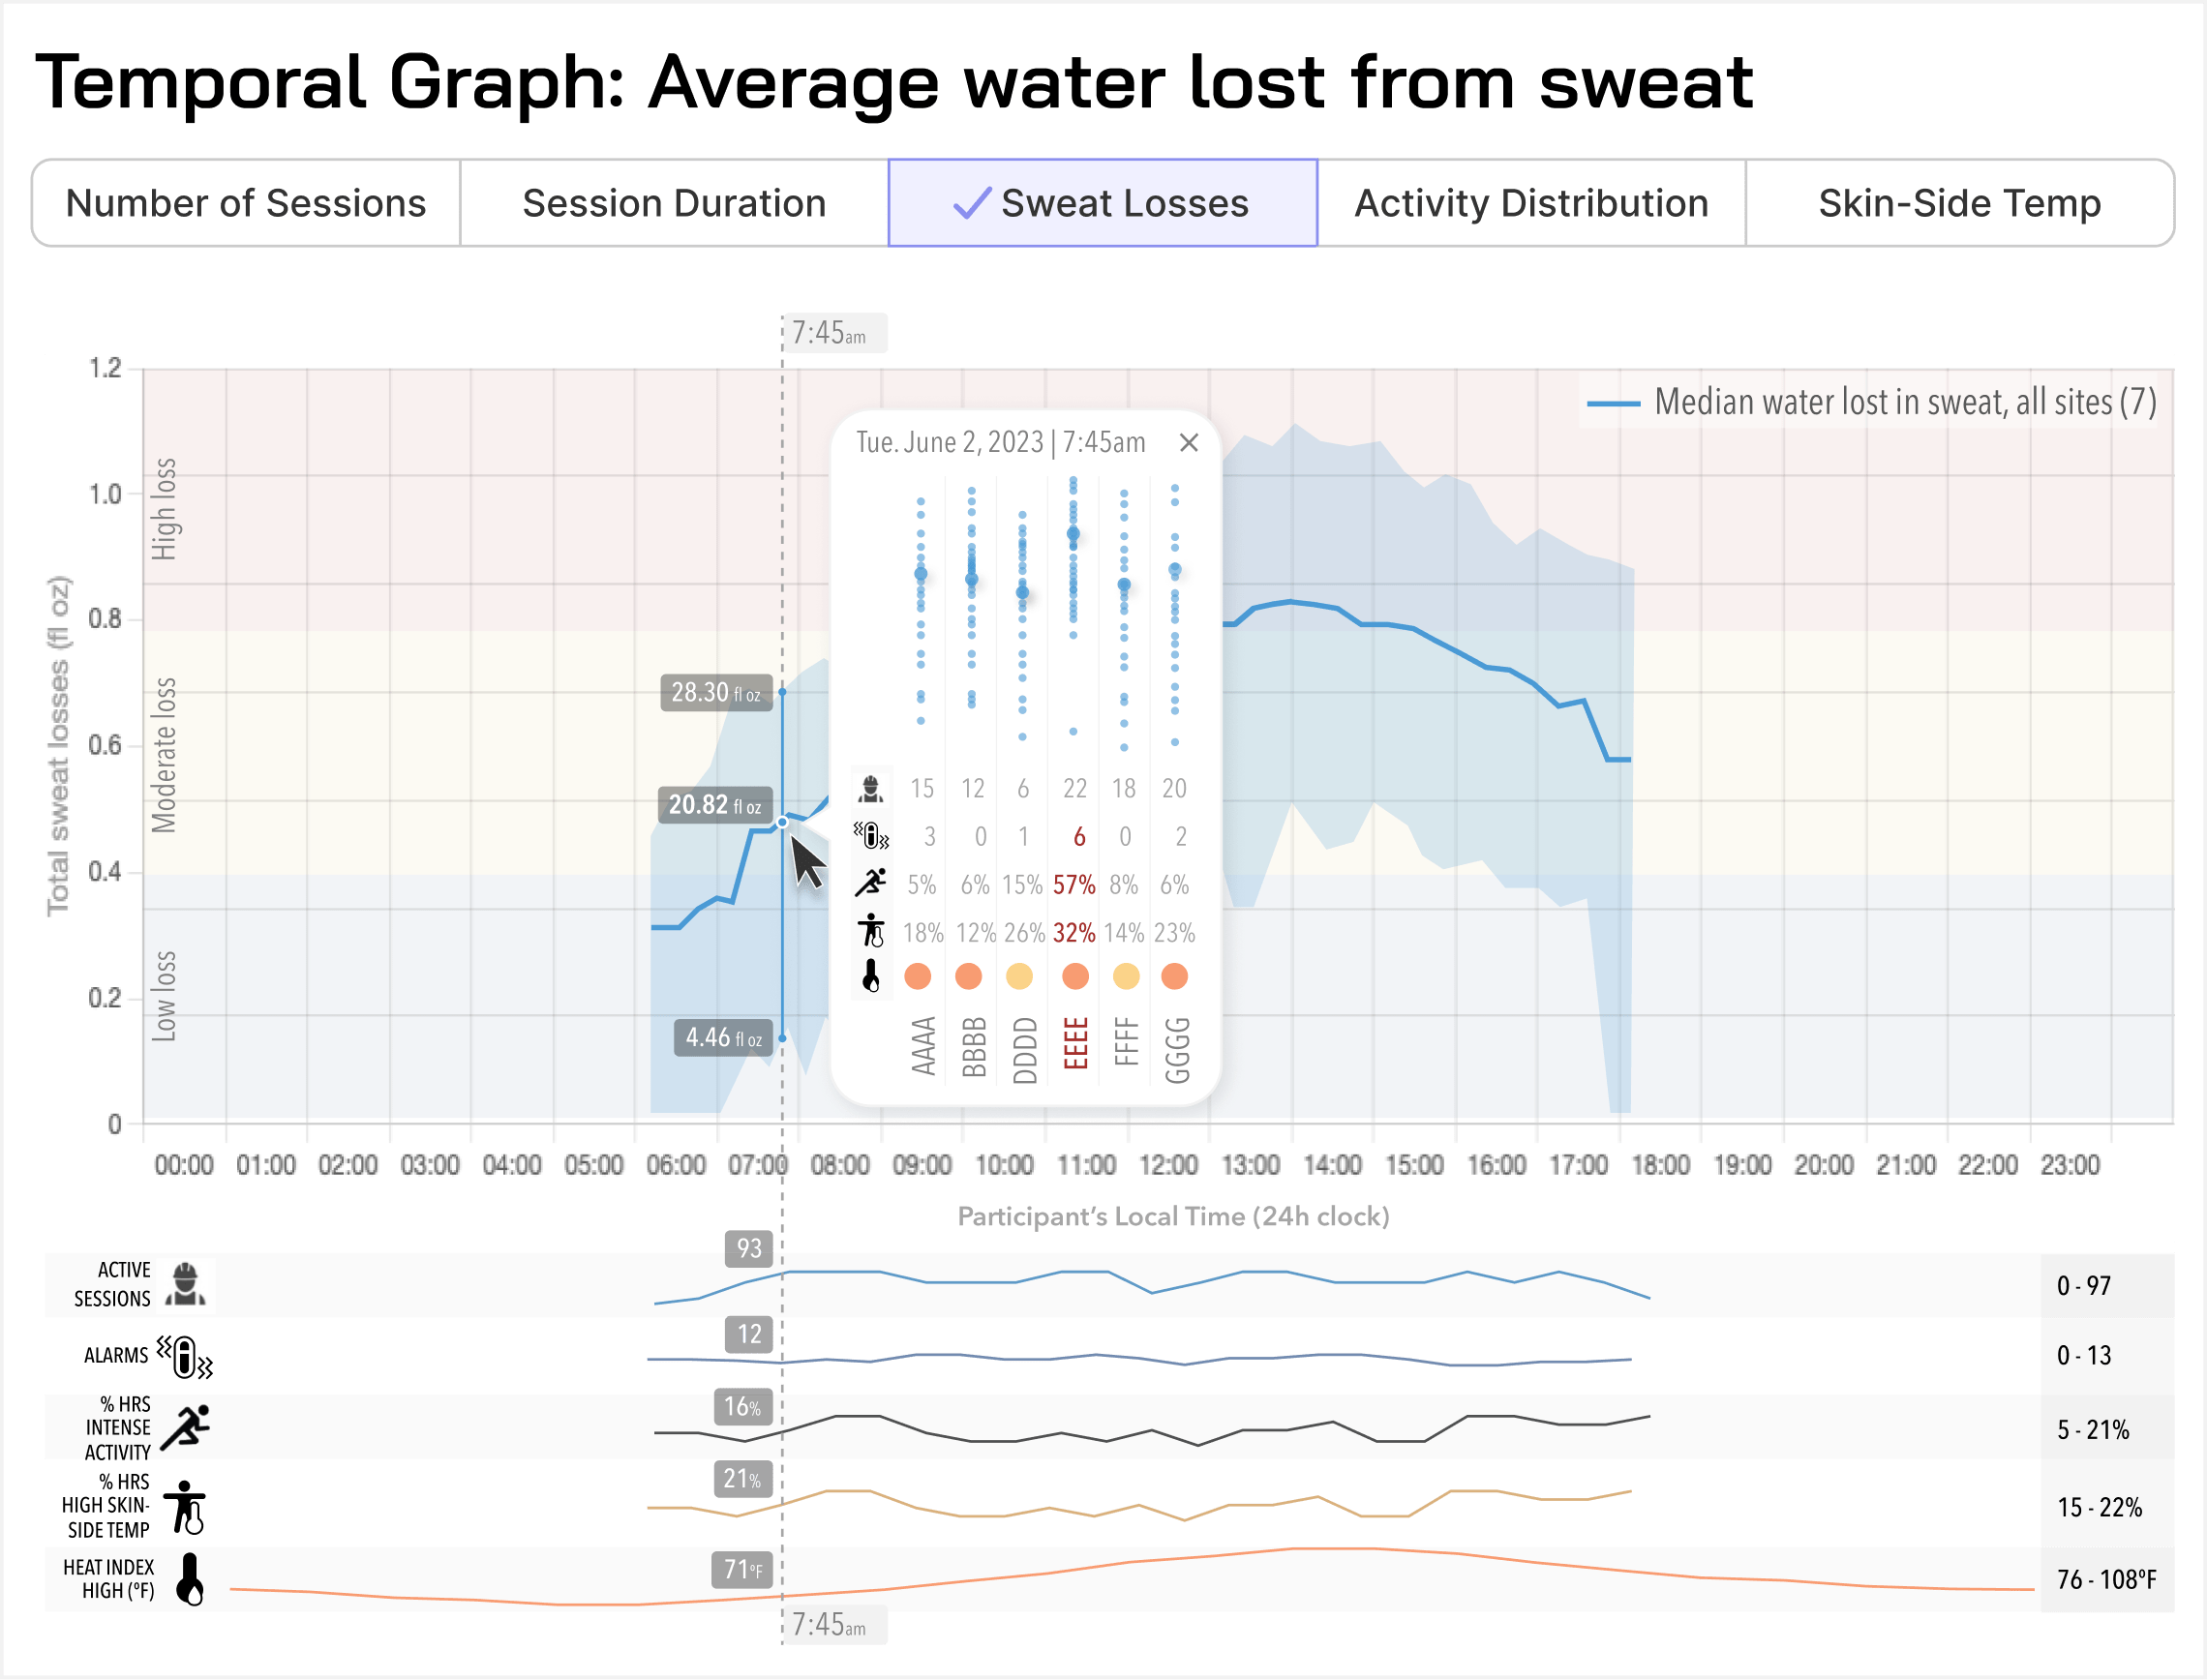 Temporal Graph: Average water lost from sweat
Number of Sessions
Session Duration
Sweat Losses
Activity Distribution
Skin-Side Temp
7:45am
1.2
1.0
0.8
0.6
0.4
0.2
0
Total sweat losses (fl oz)
High loss
Moderate loss
Low loss
Median water lost in sweat, all sites (7)
28.30 fl oz
20.82 fl oz
4.46 fl oz
Tue. June 2, 2023 | 7:45am
15 12 6 22 18 20
3 0 1 6 0 2
5% 6% 15% 57% 8% 6%
18% 12% 26% 32% 14% 23%
AAAA BBBB DDDD EEEE FFFF GGGG
00:00 01:00 02:00 03:00 04:00 05:00 06:00 07:00 08:00 09:00 10:00 11:00 12:00 13:00 14:00 15:00 16:00 17:00 18:00 19:00 20:00 21:00 22:00 23:00
Participant's Local Time (24h clock)
ACTIVE
SESSIONS
93
0 - 97
ALARMS
12
0 - 13
% HRS
INTENSE
ACTIVITY
16%
5 - 21%
% HRS
HIGH SKIN-
SIDE TEMP
21%
15 - 22%
HEAT INDEX
HIGH (°F)
71°F
76 - 108°F
7:45am